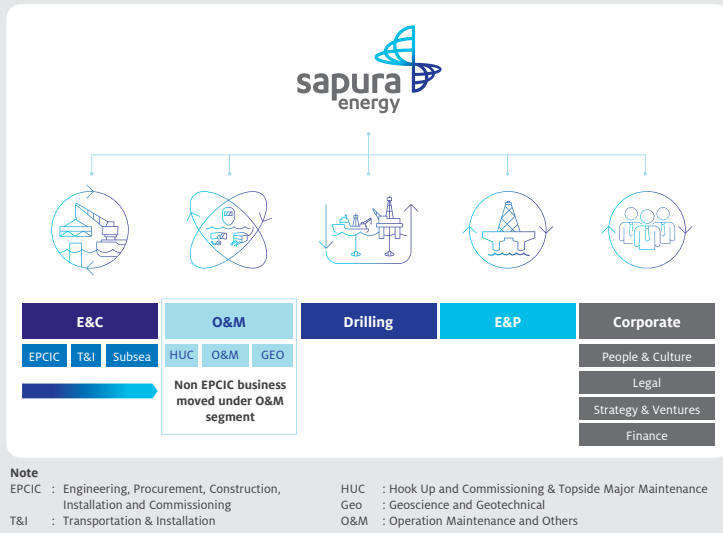 sapura
energy
E&C
O&M
Drilling
E&P
Corporate
EPCIC
T&I
Subsea
HUC
O&M
GEO
Non EPCIC business
moved under O&M
segment
People & Culture
Legal
Strategy & Ventures
Finance
Note
EPCIC : Engineering, Procurement, Construction,
Installation and Commissioning
T&I : Transportation & Installation
HUC : Hook Up and Commissioning & Topside Major Maintenance
Geo : Geoscience and Geotechnical
O&M : Operation Maintenance and Others